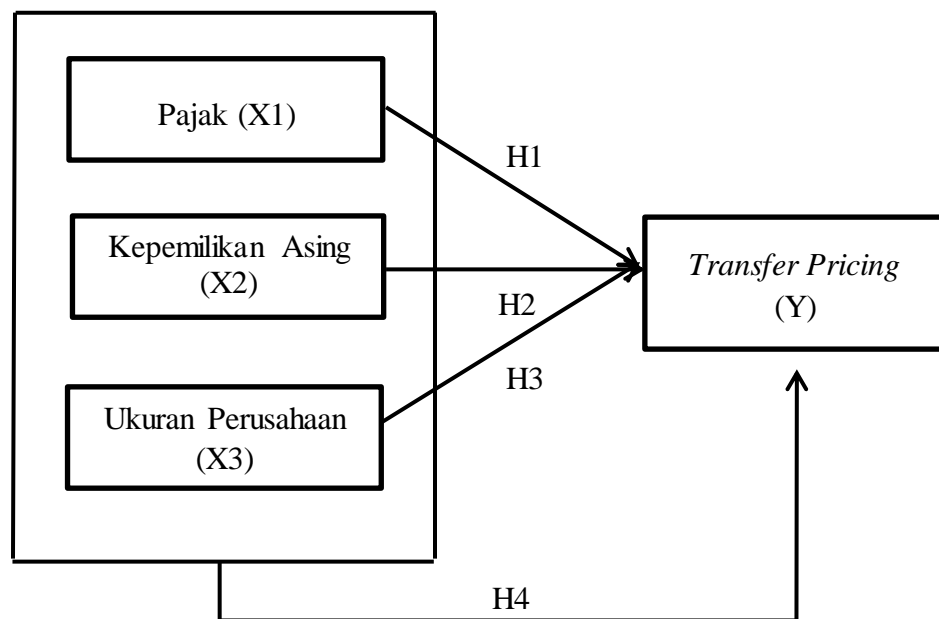 Pajak (X1)
H1
Kepemilikan Asing
(X2)
Transfer Pricing
(Y)
H2
H3
Ukuran Perusahaan
(X3)
H4